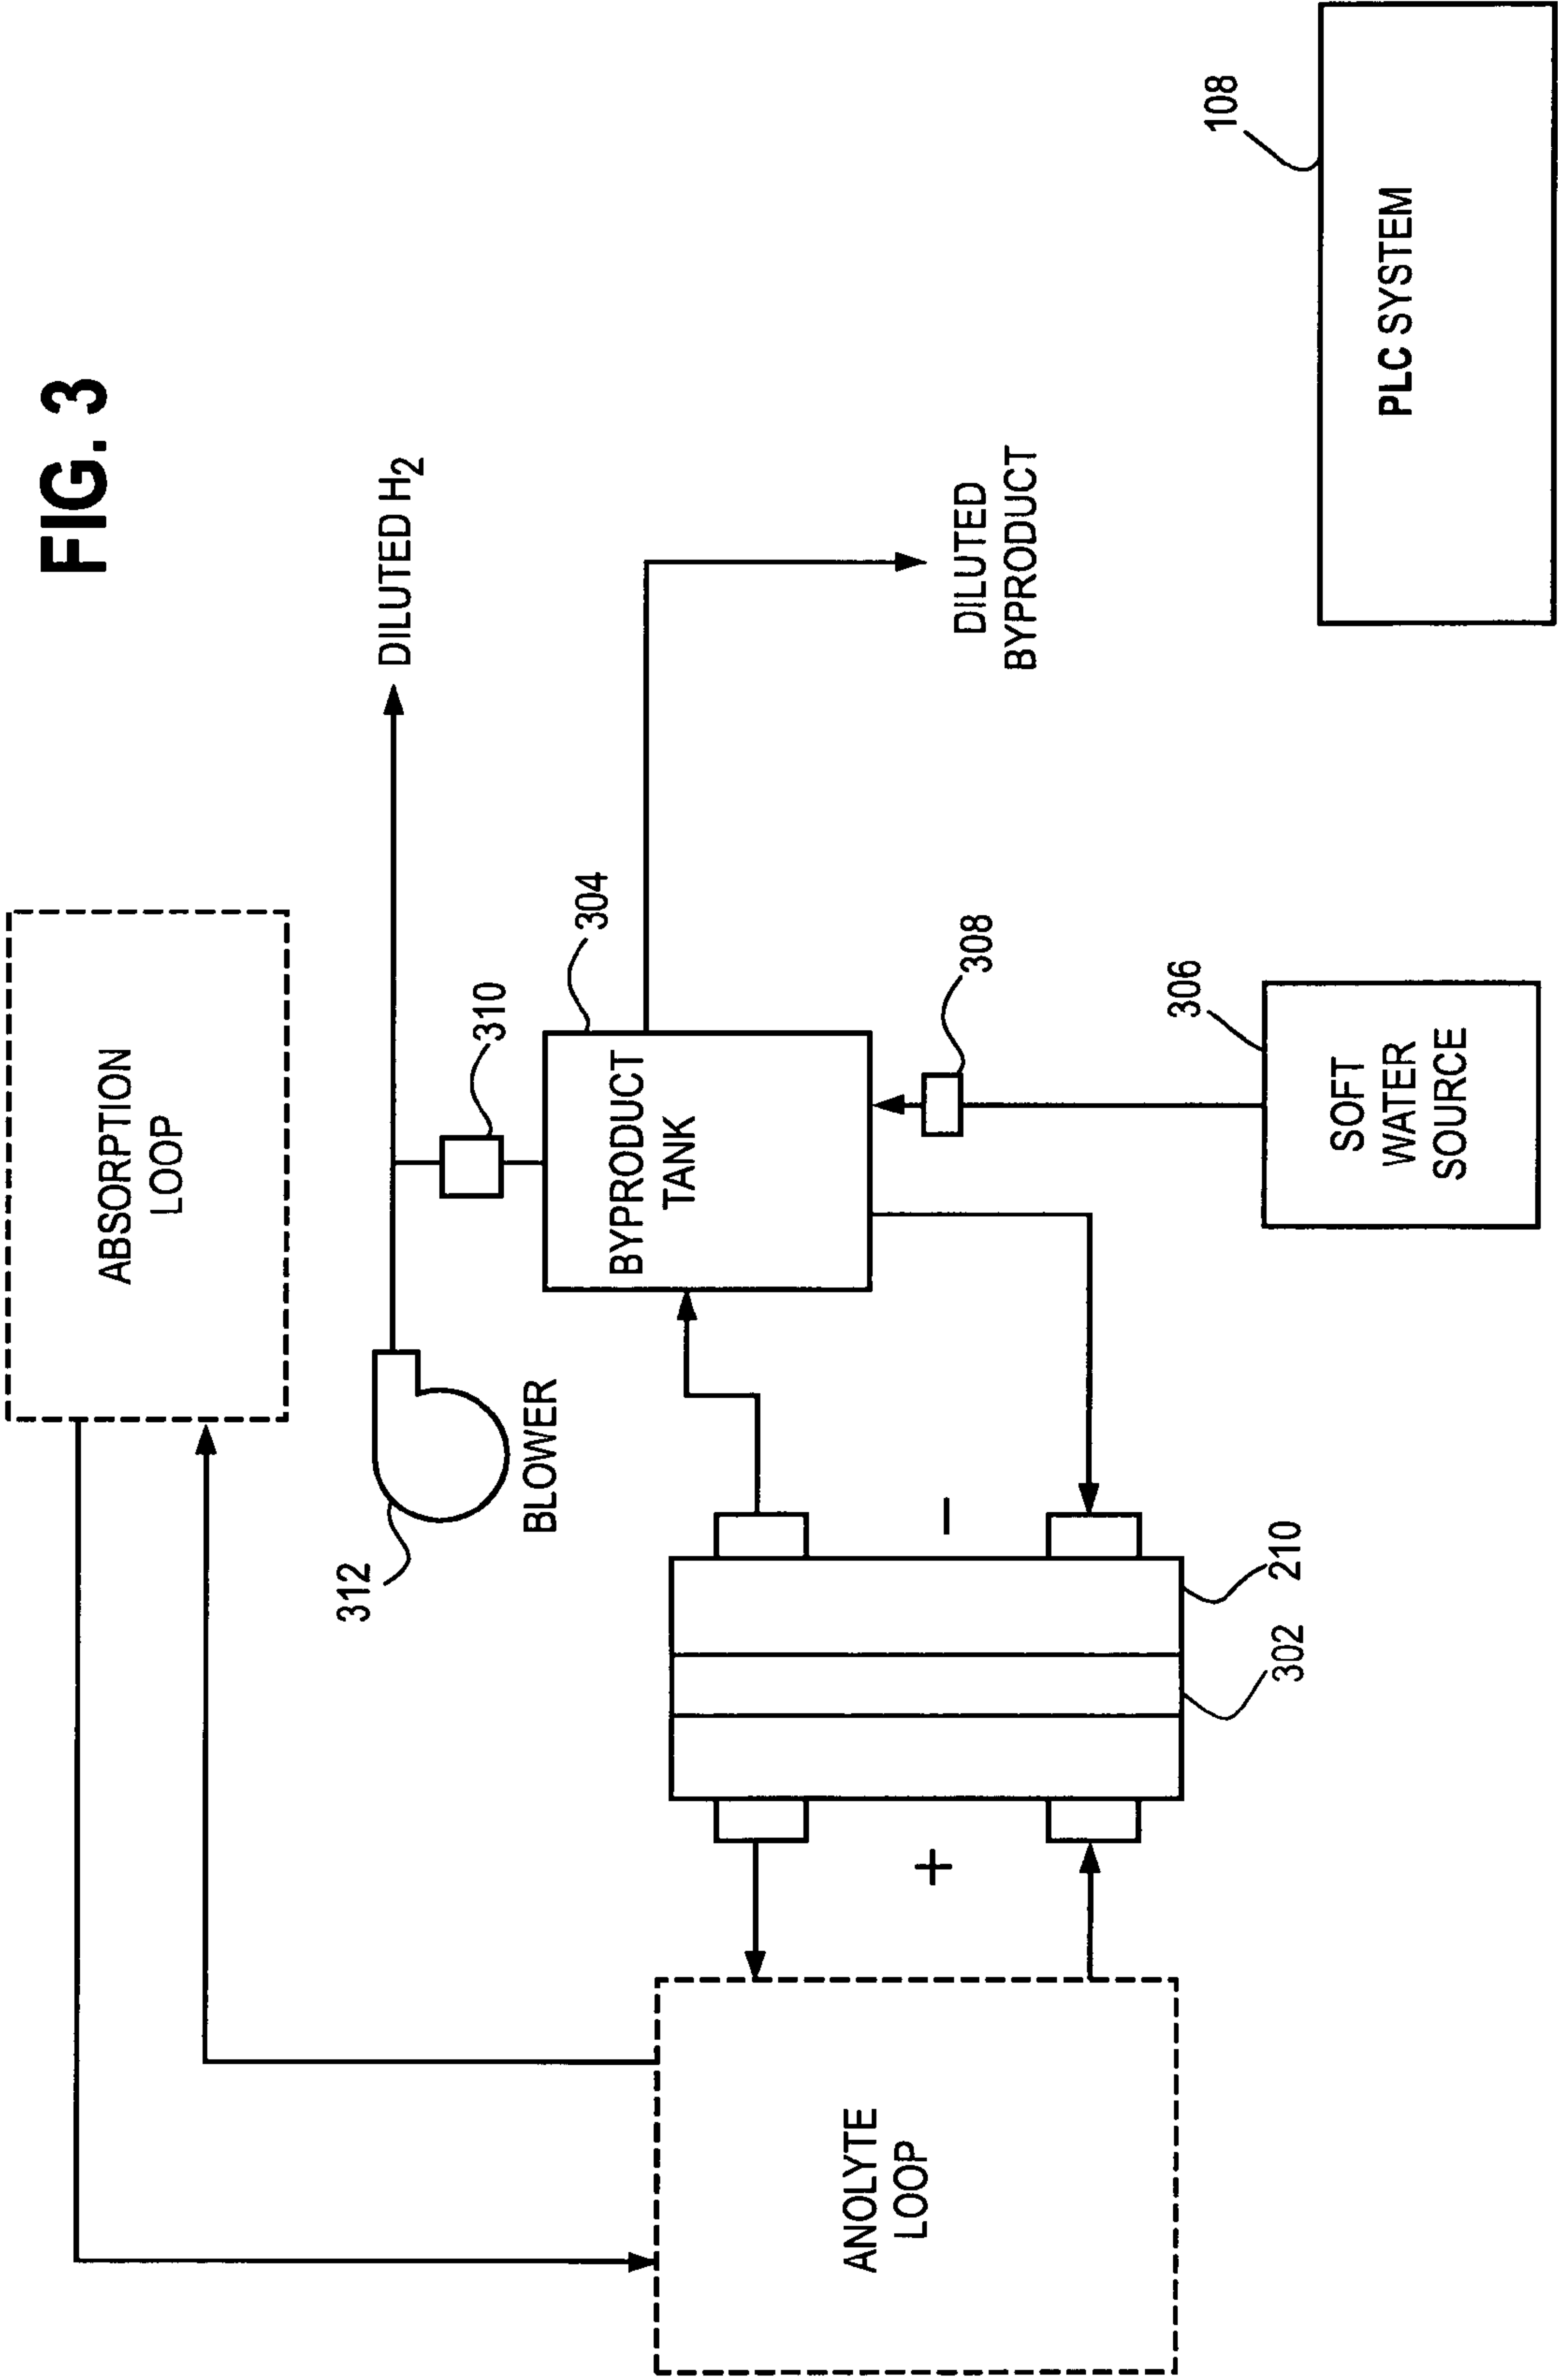 FIG. 3
ABSORPTION
LOOP
DILUTED H2
312
BLOWER
310
304
BYPRODUCT
TANK
DILUTED
BYPRODUCT
308
306
SOFT
WATER
SOURCE
ANOLYTE
LOOP
+
–
302
210
108
PLC SYSTEM